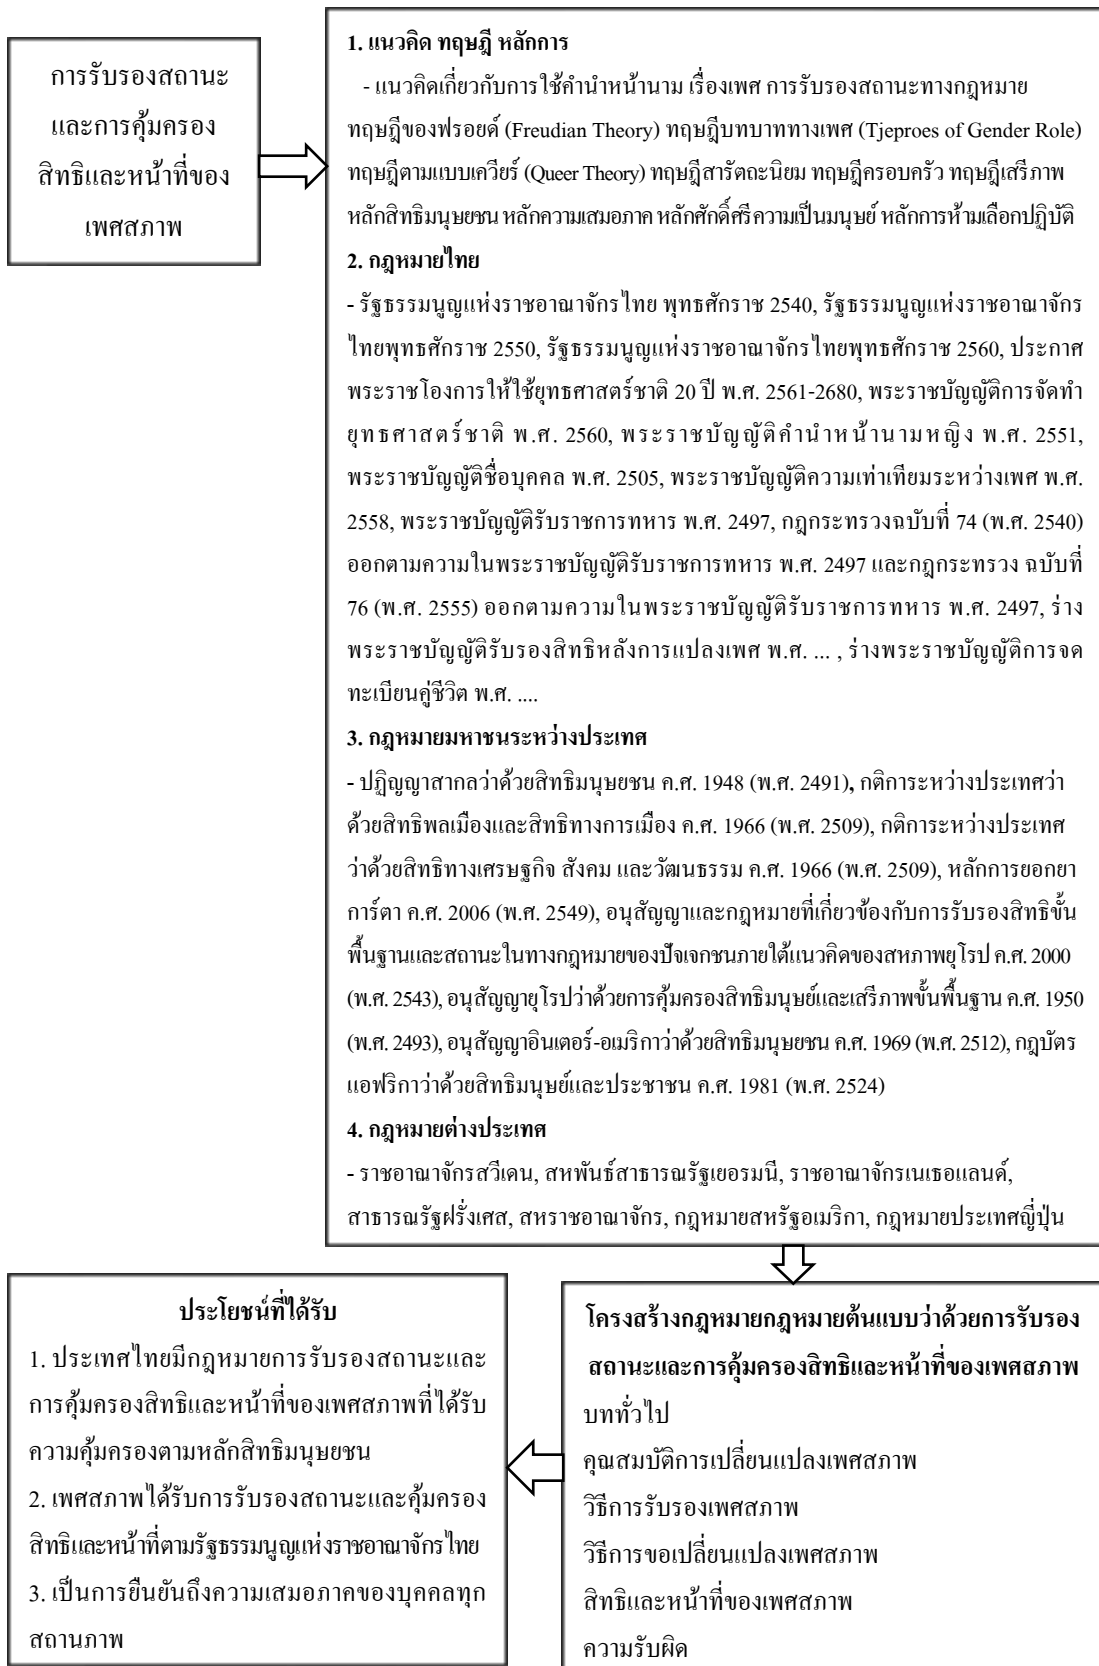 การรับรองสถานะ
และการคุ้มครอง
สิทธิและหน้าที่ของ
เพศสภาพ
1. แนวคิด ทฤษฎี หลักการ
- แนวคิดเกี่ยวกับการใช้คำนำหน้านาม เรื่องเพศ การรับรองสถานะทางกฎหมาย
ทฤษฎีของฟรอยด์ (Freudian Theory) ทฤษฎีบทบาททางเพศ (Tjeproes of Gender Role)
ทฤษฎีตามแบบเควียร์ (Queer Theory) ทฤษฎีสารัตถะนิยม ทฤษฎีครอบครัว ทฤษฎีเสรีภาพ
หลักสิทธิมนุษยชน หลักความเสมอภาค หลักศักดิ์ศรีความเป็นมนุษย์ หลักการห้ามเลือกปฏิบัติ
2. กฎหมายไทย
- รัฐธรรมนูญแห่งราชอาณาจักรไทย พุทธศักราช 2540, รัฐธรรมนูญแห่งราชอาณาจักร
ไทยพุทธศักราช 2550, รัฐธรรมนูญแห่งราชอาณาจักรไทยพุทธศักราช 2560, ประกาศ
พระราชโองการให้ใช้ยุทธศาสตร์ชาติ 20 ปี พ.ศ. 2561-2680, พระราชบัญญัติการจัดทำ
ยุทธศาสตร์ชาติ พ.ศ. 2560, พระราชบัญญัติคำนำหน้านามหญิง พ.ศ. 2551,
พระราชบัญญัติชื่อบุคคล พ.ศ. 2505, พระราชบัญญัติความเท่าเทียมระหว่างเพศ พ.ศ.
2558, พระราชบัญญัติรับราชการทหาร พ.ศ. 2497, กฎกระทรวงฉบับที่ 74 (พ.ศ. 2540)
ออกตามความในพระราชบัญญัติรับราชการทหาร พ.ศ. 2497 และกฎกระทรวง ฉบับที่
76 (พ.ศ. 2555) ออกตามความในพระราชบัญญัติรับราชการทหาร พ.ศ. 2497, ร่าง
พระราชบัญญัติรับรองสิทธิหลังการแปลงเพศ พ.ศ. ... , ร่างพระราชบัญญัติการจด
ทะเบียนคู่ชีวิต พ.ศ. ....
3. กฎหมายมหาชนระหว่างประเทศ
- ปฏิญญาสากลว่าด้วยสิทธิมนุษยชน ค.ศ. 1948 (พ.ศ. 2491), กติการะหว่างประเทศว่า
ด้วยสิทธิพลเมืองและสิทธิทางการเมือง ค.ศ. 1966 (พ.ศ. 2509), กติการะหว่างประเทศ
ว่าด้วยสิทธิทางเศรษฐกิจ สังคม และวัฒนธรรม ค.ศ. 1966 (พ.ศ. 2509), หลักการยอกยา
การ์ตา ค.ศ. 2006 (พ.ศ. 2549), อนุสัญญาและกฎหมายที่เกี่ยวข้องกับการรับรองสิทธิขั้น
พื้นฐานและสถานะในทางกฎหมายของปัจเจกชนภายใต้แนวคิดของสหภาพยุโรป ค.ศ. 2000
(พ.ศ. 2543), อนุสัญญายุโรปว่าด้วยการคุ้มครองสิทธิมนุษย์และเสรีภาพขั้นพื้นฐาน ค.ศ. 1950
(พ.ศ. 2493), อนุสัญญาอินเตอร์-อเมริกาว่าด้วยสิทธิมนุษยชน ค.ศ. 1969 (พ.ศ. 2512), กฎบัตร
แอฟริกาว่าด้วยสิทธิมนุษย์และประชาชน ค.ศ. 1981 (พ.ศ. 2524)
4. กฎหมายต่างประเทศ
- ราชอาณาจักรสวีเดน, สหพันธ์สาธารณรัฐเยอรมนี, ราชอาณาจักรเนเธอแลนด์,
สาธารณรัฐฝรั่งเศส, สหราชอาณาจักร, กฎหมายสหรัฐอเมริกา, กฎหมายประเทศญี่ปุ่น
โครงสร้างกฎหมายกฎหมายต้นแบบว่าด้วยการรับรอง
สถานะและการคุ้มครองสิทธิและหน้าที่ของเพศสภาพ
บททั่วไป
คุณสมบัติการเปลี่ยนแปลงเพศสภาพ
วิธีการรับรองเพศสภาพ
วิธีการขอเปลี่ยนแปลงเพศสภาพ
สิทธิและหน้าที่ของเพศสภาพ
ความรับผิด
ประโยชน์ที่ได้รับ
1. ประเทศไทยมีกฎหมายการรับรองสถานะและ
การคุ้มครองสิทธิและหน้าที่ของเพศสภาพที่ได้รับ
ความคุ้มครองตามหลักสิทธิมนุษยชน
2. เพศสภาพได้รับการรับรองสถานะและคุ้มครอง
สิทธิและหน้าที่ตามรัฐธรรมนูญแห่งราชอาณาจักรไทย
3. เป็นการยืนยันถึงความเสมอภาคของบุคคลทุก
สถานภาพ